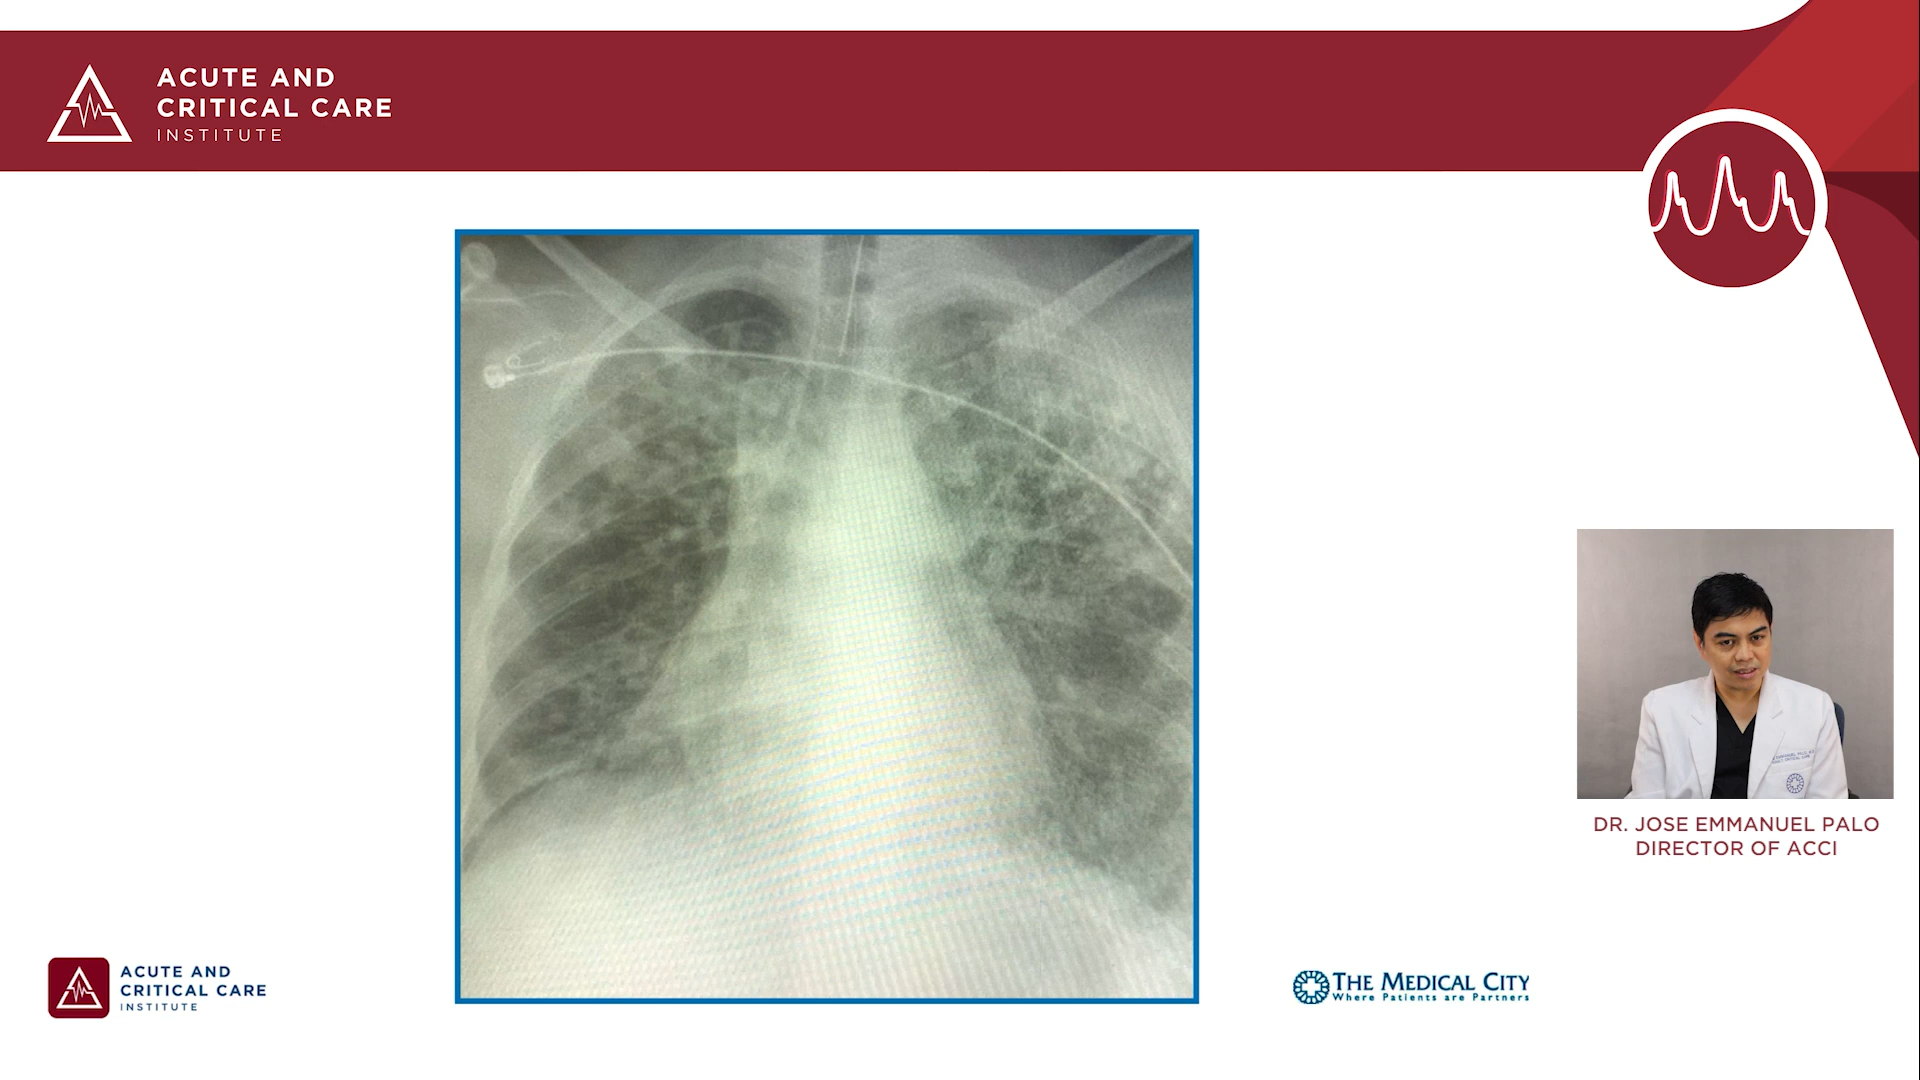 ACUTE AND
CRITICAL CARE
INSTITUTE
DR. JOSE EMMANUEL PALO
DIRECTOR OF ACCI
ACUTE AND
CRITICAL CARE
INSTITUTE
THE MEDICAL CITY
Where Patients are Partners